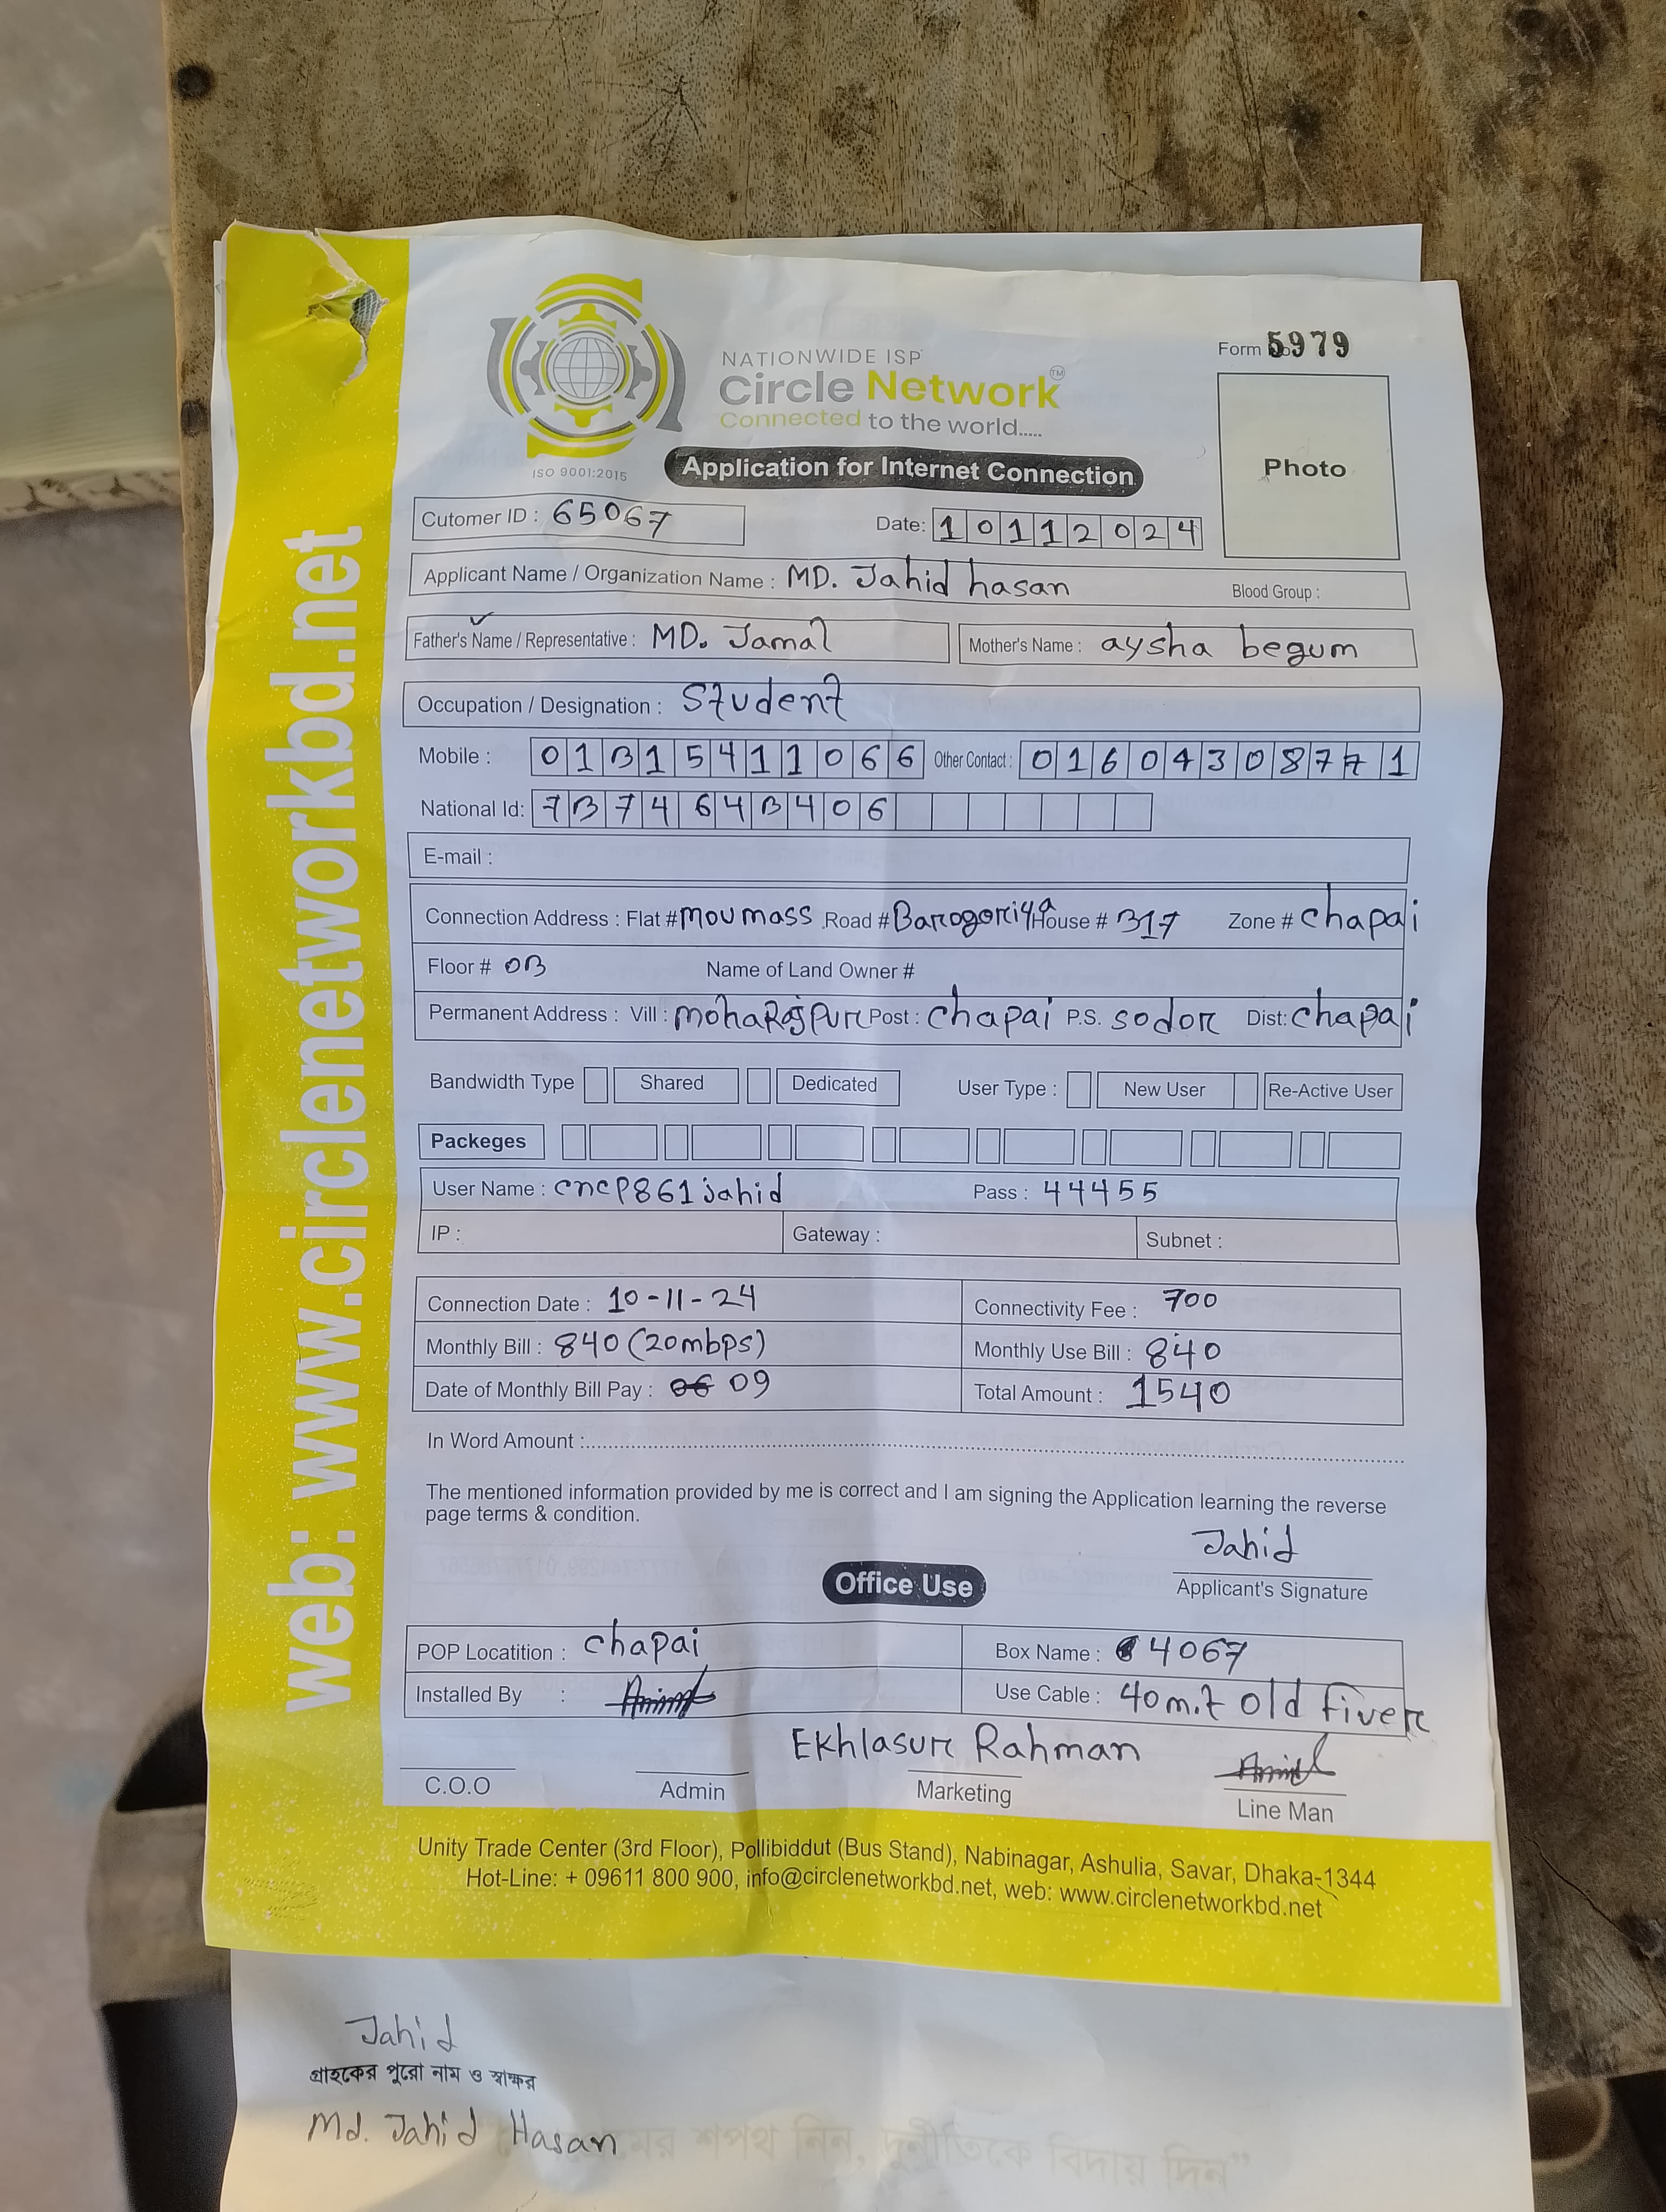 NATIONWIDE ISP
Circle Network TM
Connected to the world.....
ISO 9001:2015
Form 5979
Photo
Application for Internet Connection
Cutomer ID : 65067 Date: 10112024
Applicant Name / Organization Name : MD. Jahid hasan Blood Group :
Father's Name / Representative : MD. Jamal Mother's Name : aysha begum
Occupation / Designation : Student
Mobile : 01315411066 Other Contact : 01604308771
National Id: 7374643406
E-mail :
Connection Address : Flat # moumass Road # Barogoriya House # 317 Zone # chapai
Floor # 03 Name of Land Owner #
Permanent Address : Vill : mohaRajpur Post : chapai P.S. sodor Dist: chapai
Bandwidth Type Shared Dedicated User Type : New User Re-Active User
Packeges
User Name : cncp861jahid Pass : 44455
IP : Gateway : Subnet :
Connection Date : 10-11-24 Connectivity Fee : 700
Monthly Bill : 840 (20mbps) Monthly Use Bill : 840
Date of Monthly Bill Pay : 09 Total Amount : 1540
In Word Amount :
The mentioned information provided by me is correct and I am signing the Application learning the reverse
page terms & condition.
Jahid
Applicant's Signature
Office Use
POP Locatition : chapai Box Name : 4067
Installed By : Use Cable : 40m.t old fiver
Ekhlasur Rahman
C.O.O Admin Marketing Line Man
Unity Trade Center (3rd Floor), Pollibiddut (Bus Stand), Nabinagar, Ashulia, Savar, Dhaka-1344
Hot-Line: + 09611 800 900, info@circlenetworkbd.net, web: www.circlenetworkbd.net
web: www.circlenetworkbd.net
Jahid
গ্রাহকের পুরো নাম ও স্বাক্ষর
Md. Jahid Hasan
শপথ নিন, দুর্নীতিকে বিদায় দিন”